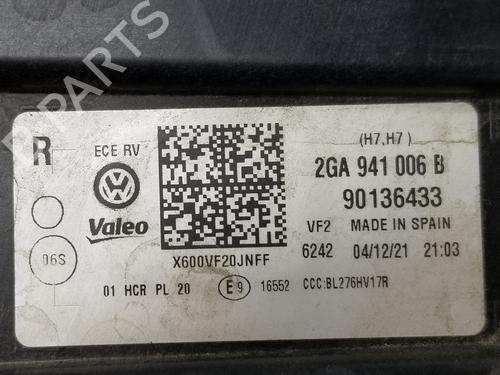 R
ECE RV
(H7,H7)
2GA 941 006 B
90136433
Valeo
VF2 MADE IN SPAIN
06S
X600VF20JNFF
6242 04/12/21 21:03
01 HCR PL 20 E9 16552 CCC:BL276HV17R
B-PARTS